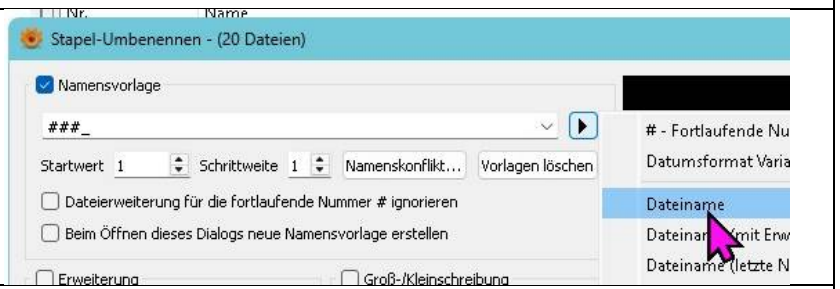 Nr. Name
Stapel-Umbenennen - (20 Dateien)
Namensvorlage
###_
# - Fortlaufende Nu
Startwert 1 Schrittweite 1 Namenskonflikt... Vorlagen löschen
Datumsformat Varia
Dateierweiterung für die fortlaufende Nummer # ignorieren
Dateiname
Beim Öffnen dieses Dialogs neue Namensvorlage erstellen
(mit Erw
Dateiname (letzte N
Erweiterung Groß-/Kleinschreibung